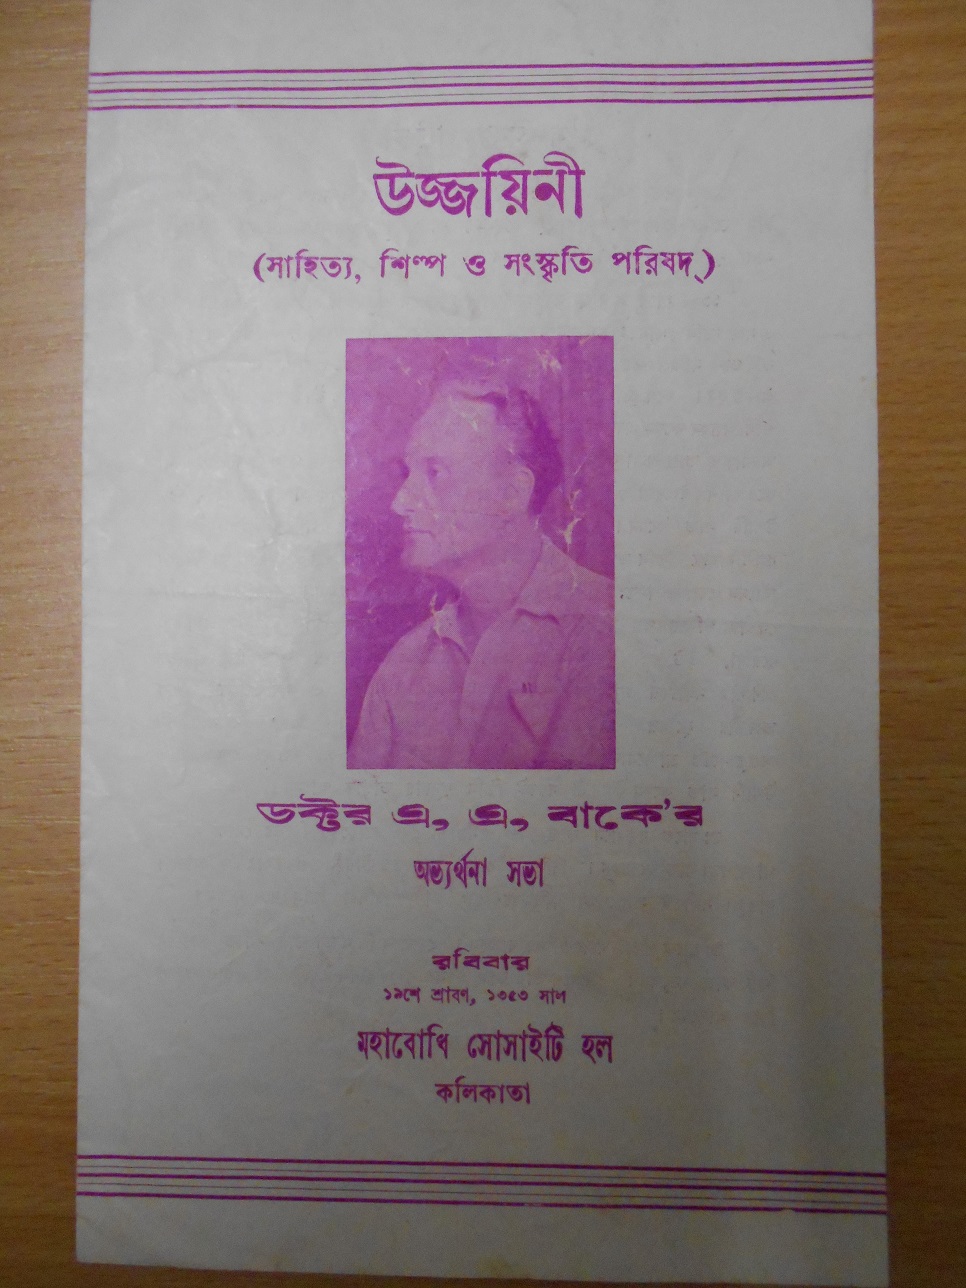 উজ্জয়িনী
(সাহিত্য, শিল্প ও সংস্কৃতি পরিষদ্)
ডক্টর এ, এ, বাকে'র
অভ্যর্থনা সভা
রবিবার
১৯শে শ্রাবণ, ১৩৫৩ সাল
মহাবোধি সোসাইটি হল
কলিকাতা